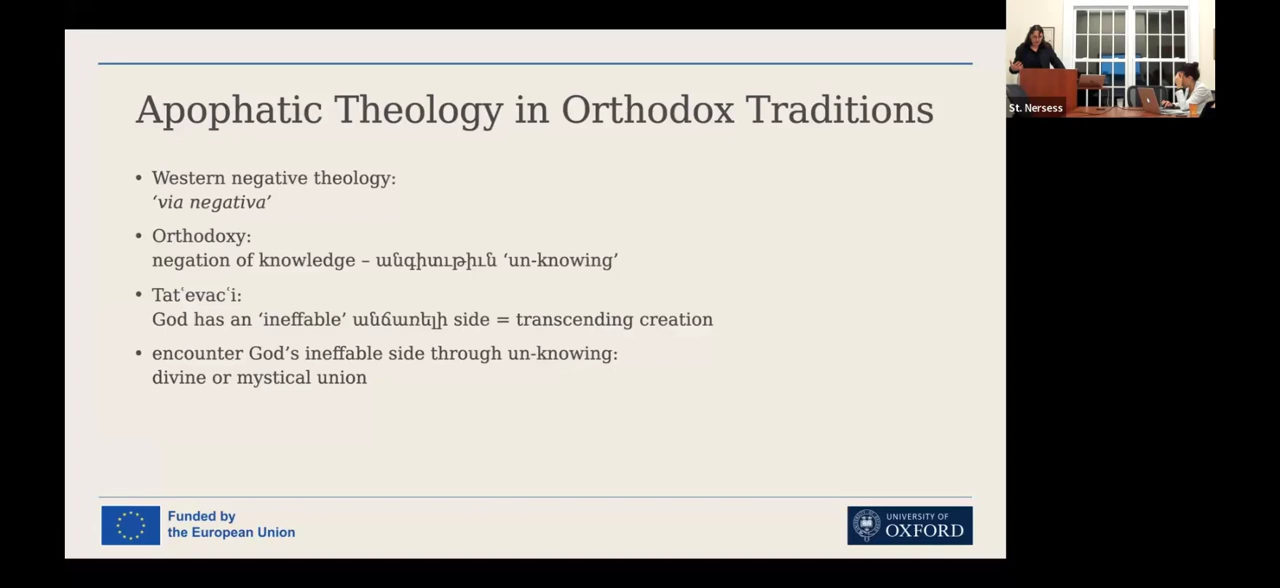 Apophatic Theology in Orthodox Traditions
• Western negative theology:
‘via negativa’
• Orthodoxy:
negation of knowledge – անգիտութիւն ‘un-knowing’
• Tatʿevacʿi:
God has an ‘ineffable’ անճառելի side = transcending creation
• encounter God’s ineffable side through un-knowing:
divine or mystical union
Funded by
the European Union
UNIVERSITY OF
OXFORD
St. Nersess